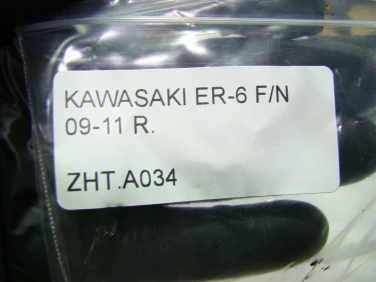 KAWASAKI ER-6 F/N
09-11 R.
ZHT.A034